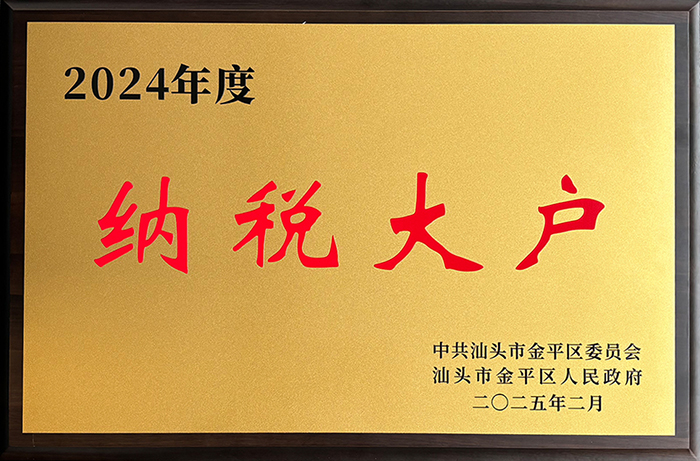 2024年度
纳税大户
中共汕头市金平区委员会
汕头市金平区人民政府
二〇二五年二月